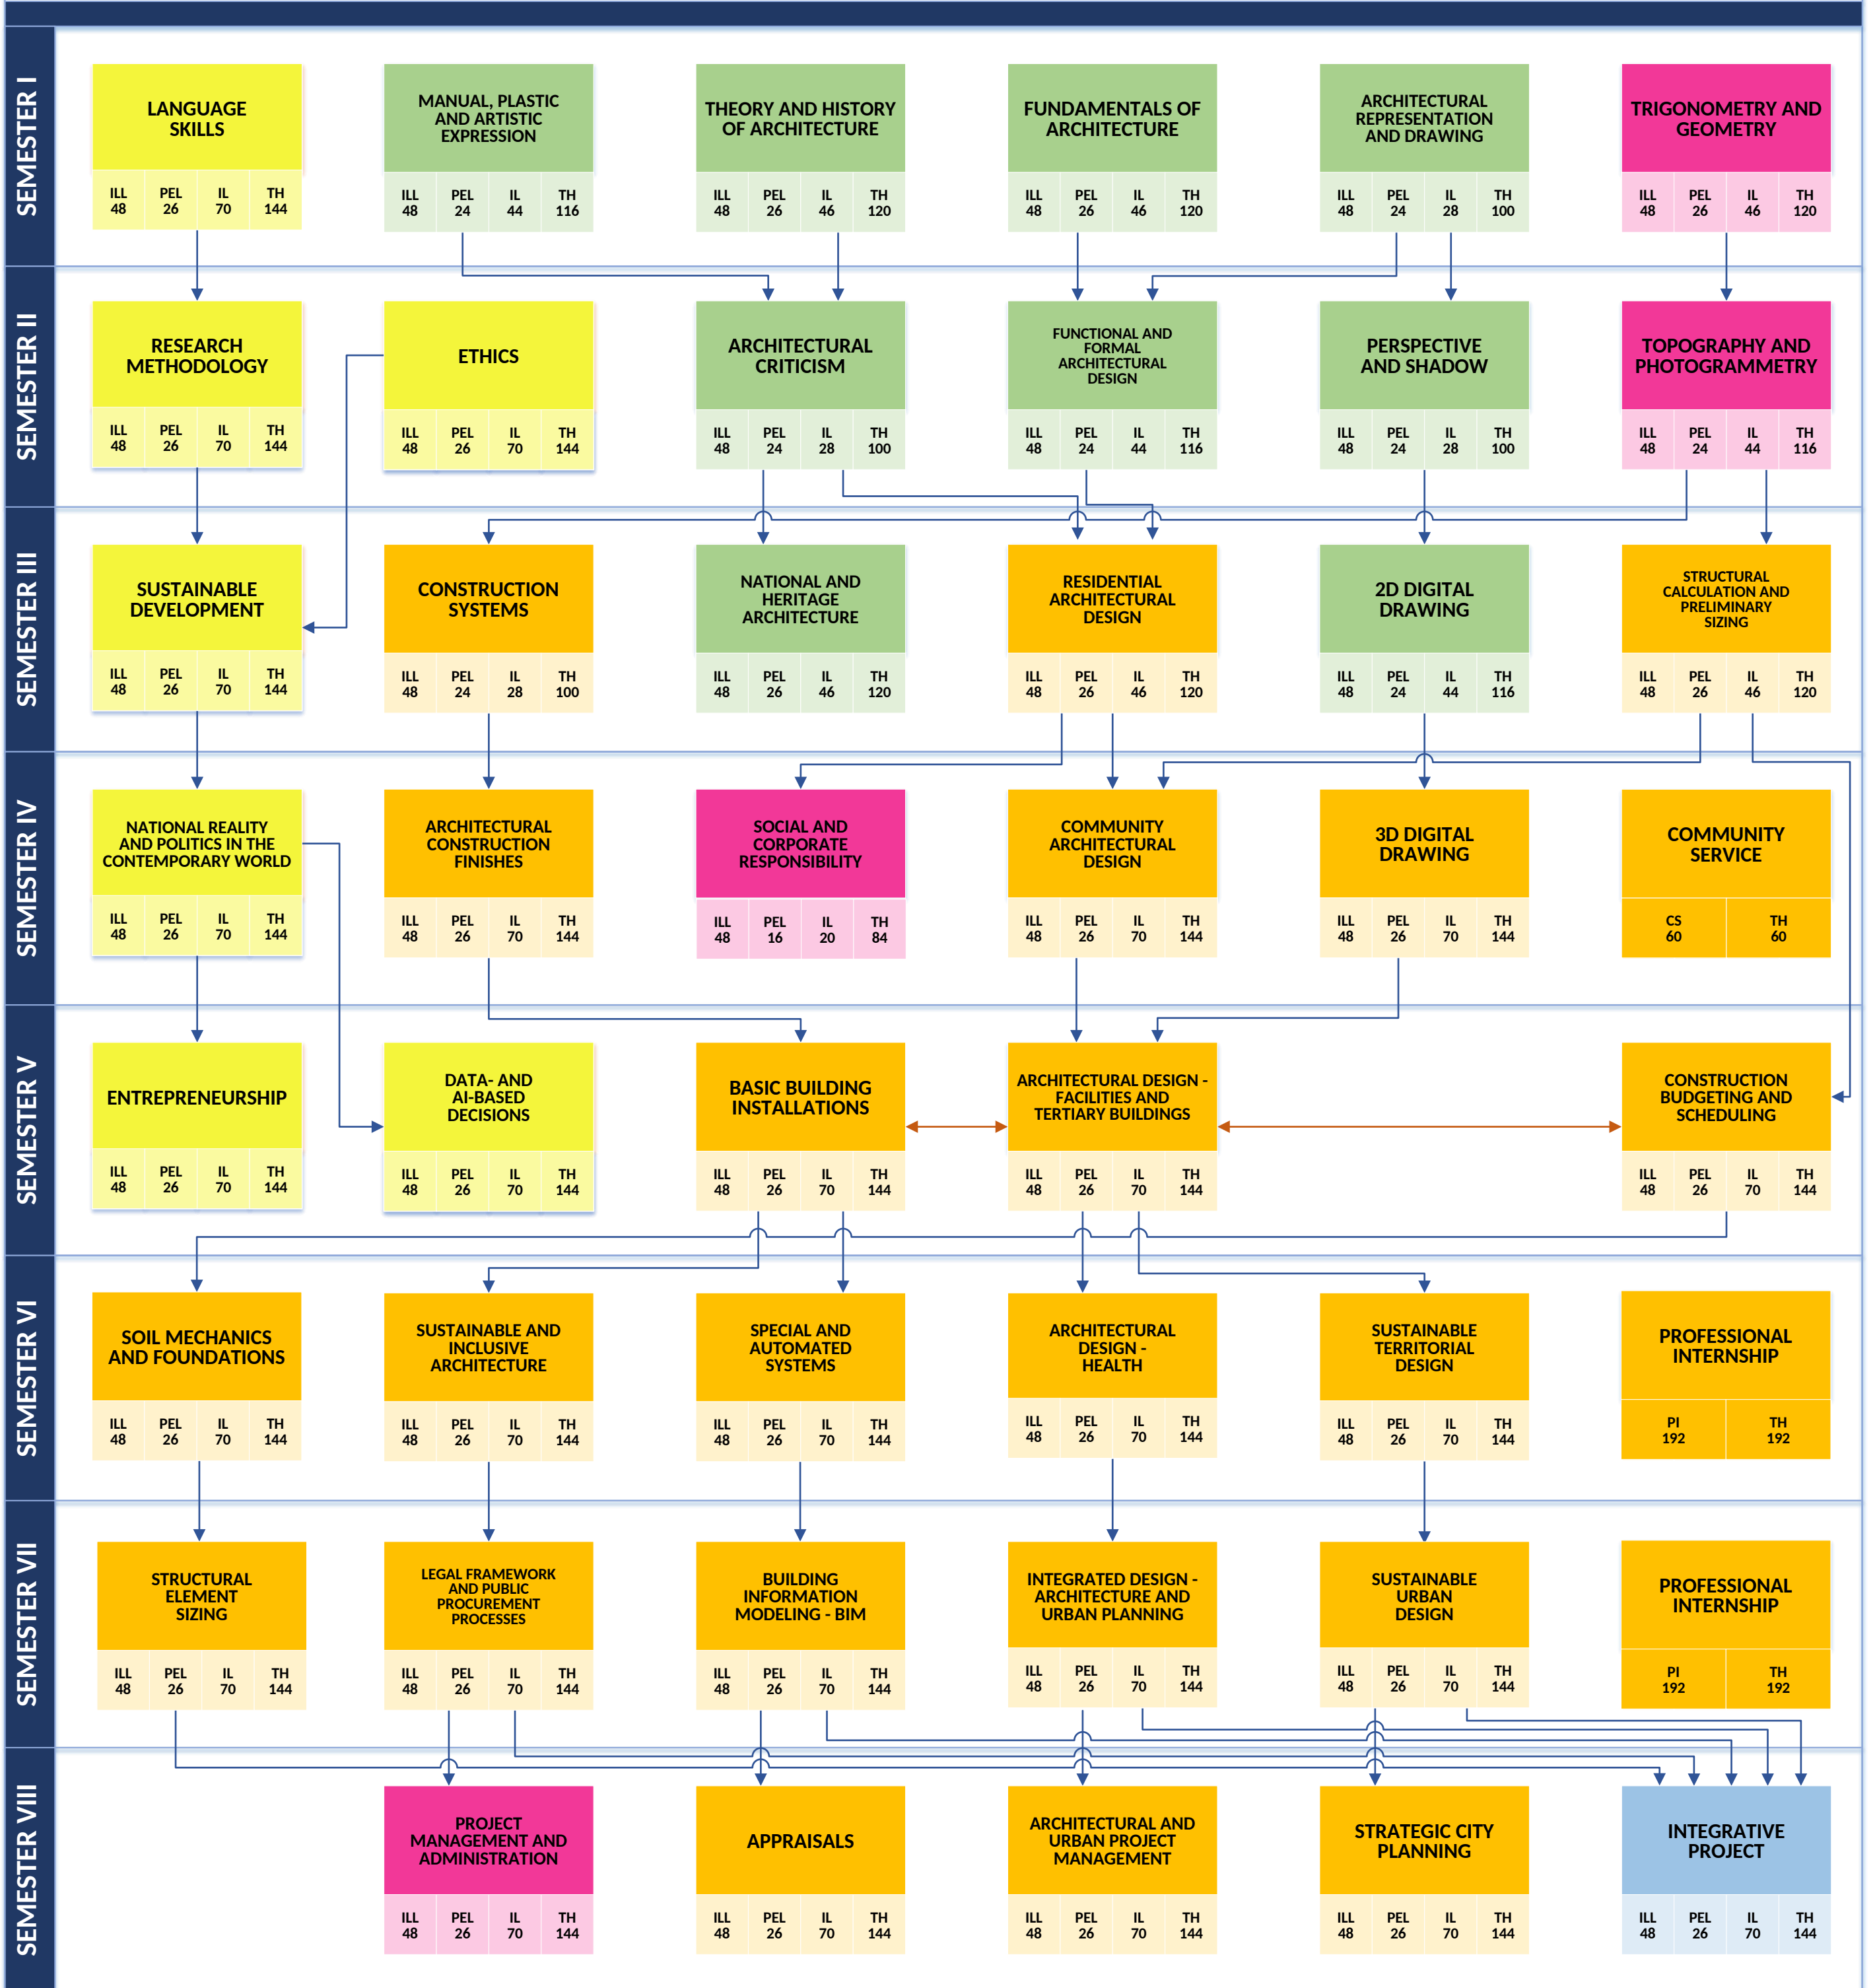 SEMESTER I
LANGUAGE
SKILLS
ILL PEL IL TH
48 26 70 144
MANUAL, PLASTIC
AND ARTISTIC
EXPRESSION
ILL PEL IL TH
48 24 44 116
THEORY AND HISTORY
OF ARCHITECTURE
ILL PEL IL TH
48 26 46 120
FUNDAMENTALS OF
ARCHITECTURE
ILL PEL IL TH
48 26 46 120
ARCHITECTURAL
REPRESENTATION
AND DRAWING
ILL PEL IL TH
48 24 28 100
TRIGONOMETRY AND
GEOMETRY
ILL PEL IL TH
48 26 46 120
SEMESTER II
RESEARCH
METHODOLOGY
ILL PEL IL TH
48 26 70 144
ETHICS
ILL PEL IL TH
48 26 70 144
ARCHITECTURAL
CRITICISM
ILL PEL IL TH
48 24 28 100
FUNCTIONAL AND
FORMAL
ARCHITECTURAL
DESIGN
ILL PEL IL TH
48 24 44 116
PERSPECTIVE
AND SHADOW
ILL PEL IL TH
48 24 28 100
TOPOGRAPHY AND
PHOTOGRAMMETRY
ILL PEL IL TH
48 24 44 116
SEMESTER III
SUSTAINABLE
DEVELOPMENT
ILL PEL IL TH
48 26 70 144
CONSTRUCTION
SYSTEMS
ILL PEL IL TH
48 24 28 100
NATIONAL AND
HERITAGE
ARCHITECTURE
ILL PEL IL TH
48 26 46 120
RESIDENTIAL
ARCHITECTURAL
DESIGN
ILL PEL IL TH
48 26 46 120
2D DIGITAL
DRAWING
ILL PEL IL TH
48 24 44 116
STRUCTURAL
CALCULATION AND
PRELIMINARY
SIZING
ILL PEL IL TH
48 26 46 120
SEMESTER IV
NATIONAL REALITY
AND POLITICS IN THE
CONTEMPORARY WORLD
ILL PEL IL TH
48 26 70 144
ARCHITECTURAL
CONSTRUCTION
FINISHES
ILL PEL IL TH
48 26 70 144
SOCIAL AND
CORPORATE
RESPONSIBILITY
ILL PEL IL TH
48 16 20 84
COMMUNITY
ARCHITECTURAL
DESIGN
ILL PEL IL TH
48 26 70 144
3D DIGITAL
DRAWING
ILL PEL IL TH
48 26 70 144
COMMUNITY
SERVICE
CS TH
60 60
SEMESTER V
ENTREPRENEURSHIP
ILL PEL IL TH
48 26 70 144
DATA- AND
AI-BASED
DECISIONS
ILL PEL IL TH
48 26 70 144
BASIC BUILDING
INSTALLATIONS
ILL PEL IL TH
48 26 70 144
ARCHITECTURAL DESIGN -
FACILITIES AND
TERTIARY BUILDINGS
ILL PEL IL TH
48 26 70 144
CONSTRUCTION
BUDGETING AND
SCHEDULING
ILL PEL IL TH
48 26 70 144
SEMESTER VI
SOIL MECHANICS
AND FOUNDATIONS
ILL PEL IL TH
48 26 70 144
SUSTAINABLE AND
INCLUSIVE
ARCHITECTURE
ILL PEL IL TH
48 26 70 144
SPECIAL AND
AUTOMATED
SYSTEMS
ILL PEL IL TH
48 26 70 144
ARCHITECTURAL
DESIGN -
HEALTH
ILL PEL IL TH
48 26 70 144
SUSTAINABLE
TERRITORIAL
DESIGN
ILL PEL IL TH
48 26 70 144
PROFESSIONAL
INTERNSHIP
PI TH
192 192
SEMESTER VII
STRUCTURAL
ELEMENT
SIZING
ILL PEL IL TH
48 26 70 144
LEGAL FRAMEWORK
AND PUBLIC
PROCUREMENT
PROCESSES
ILL PEL IL TH
48 26 70 144
BUILDING
INFORMATION
MODELING - BIM
ILL PEL IL TH
48 26 70 144
INTEGRATED DESIGN -
ARCHITECTURE AND
URBAN PLANNING
ILL PEL IL TH
48 26 70 144
SUSTAINABLE
URBAN
DESIGN
ILL PEL IL TH
48 26 70 144
PROFESSIONAL
INTERNSHIP
PI TH
192 192
SEMESTER VIII
PROJECT
MANAGEMENT AND
ADMINISTRATION
ILL PEL IL TH
48 26 70 144
APPRAISALS
ILL PEL IL TH
48 26 70 144
ARCHITECTURAL AND
URBAN PROJECT
MANAGEMENT
ILL PEL IL TH
48 26 70 144
STRATEGIC CITY
PLANNING
ILL PEL IL TH
48 26 70 144
INTEGRATIVE
PROJECT
ILL PEL IL TH
48 26 70 144